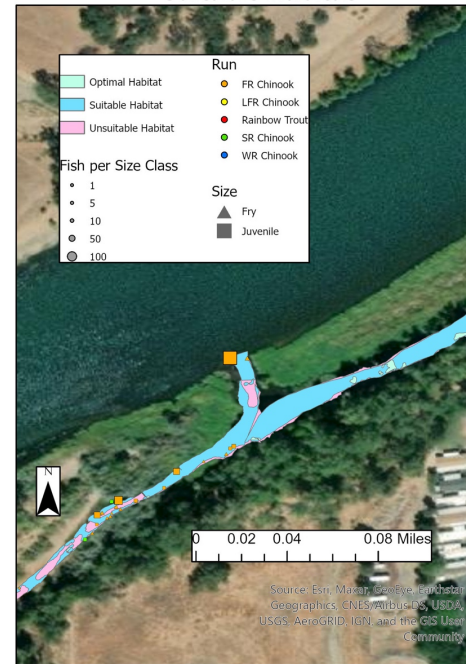 Optimal Habitat
Suitable Habitat
Unsuitable Habitat
Fish per Size Class
1
5
10
50
100
Run
FR Chinook
LFR Chinook
Rainbow Trout
SR Chinook
WR Chinook
Size
Fry
Juvenile
N
0 0.02 0.04 0.08 Miles
Source: Esri, Maxar, GeoEye, Earthstar
Geographics, CNES/Airbus DS, USDA,
USGS, AeroGRID, IGN, and the GIS User
Community